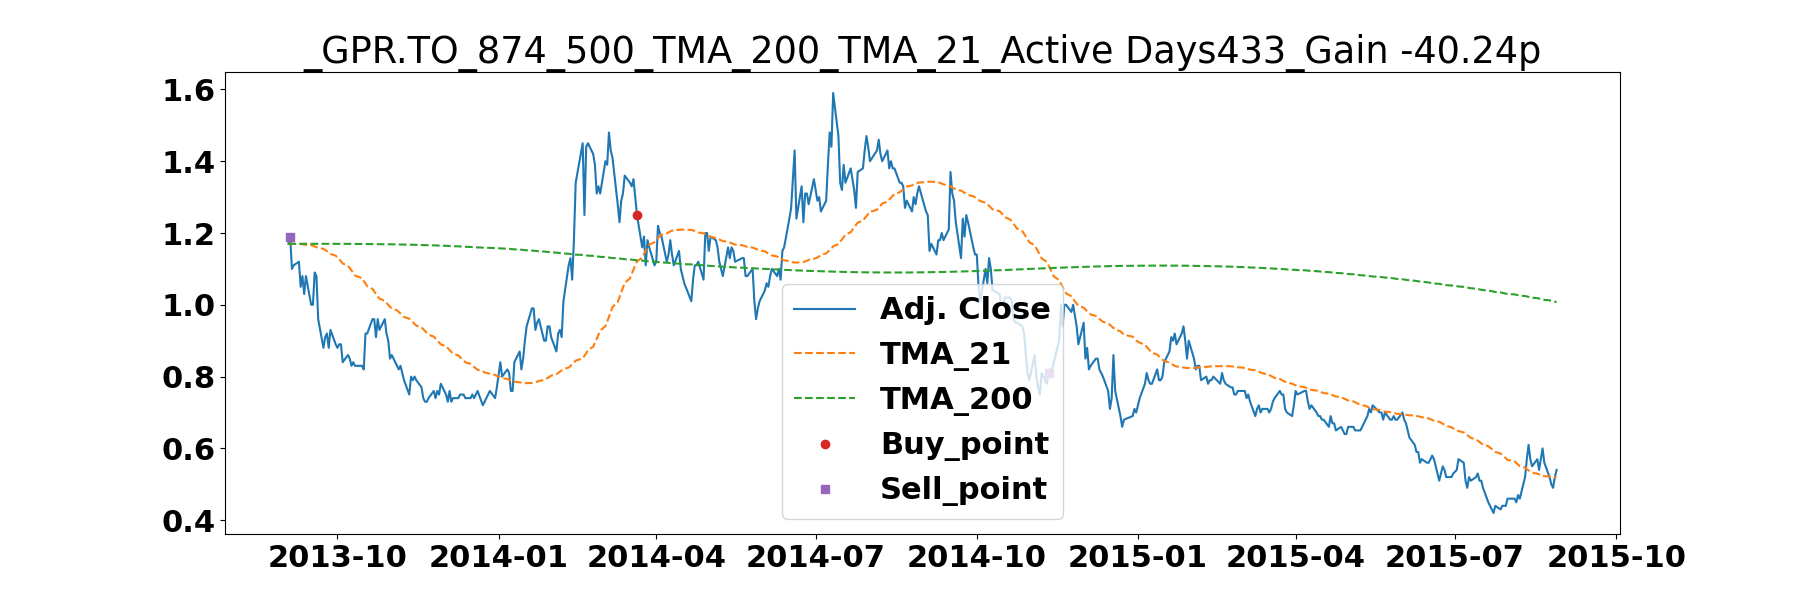 _GPR.TO_874_500_TMA_200_TMA_21_Active Days433_Gain -40.24p
1.6
1.4
1.2
1.0
0.8
0.6
0.4
Adj. Close
TMA_21
TMA_200
Buy_point
Sell_point
2013-10 2014-01 2014-04 2014-07 2014-10 2015-01 2015-04 2015-07 2015-10